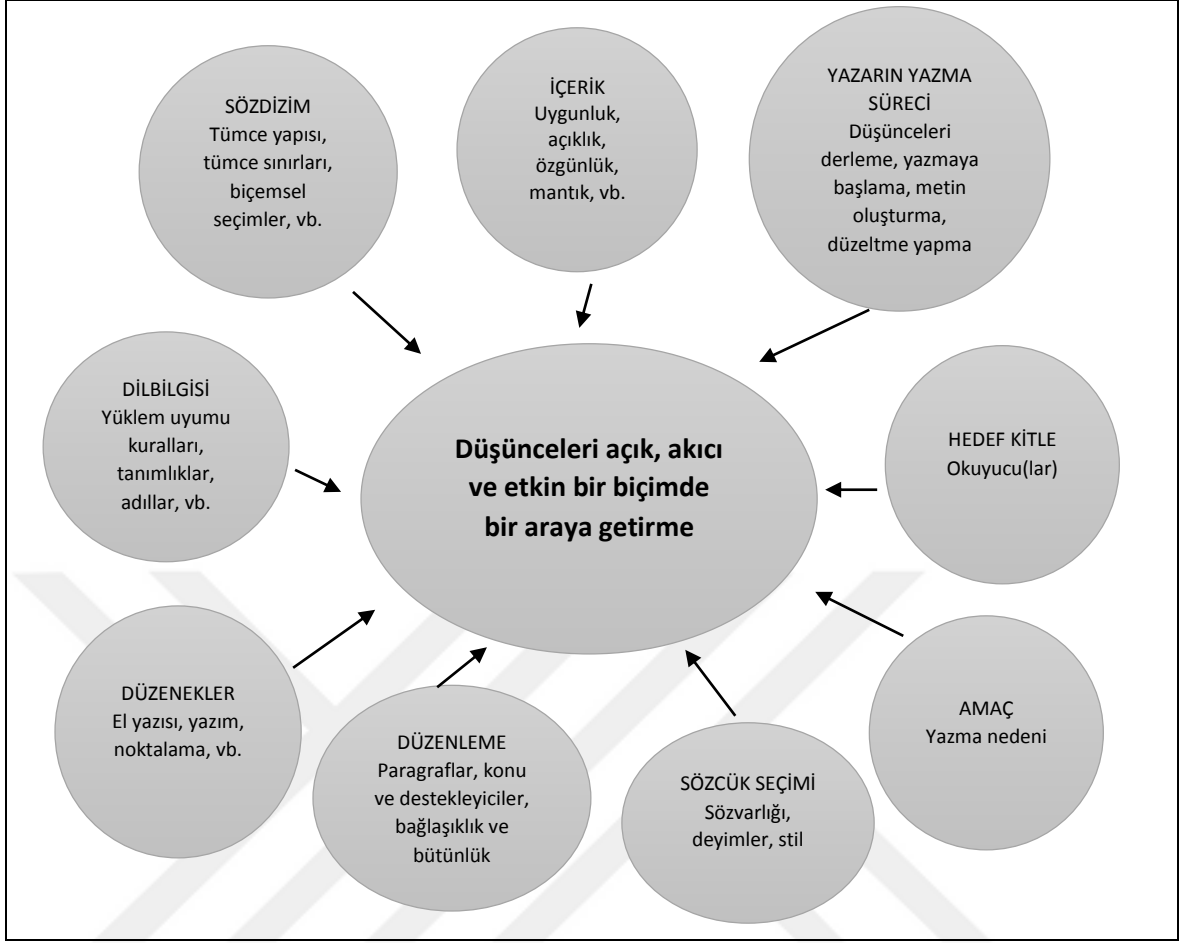 SÖZDİZİM
Tümce yapısı,
tümce sınırları,
biçemsel
seçimler, vb.
İÇERİK
Uygunluk,
açıklık,
özgünlük,
mantık, vb.
YAZARIN YAZMA
SÜRECİ
Düşünceleri
derleme, yazmaya
başlama, metin
oluşturma,
düzeltme yapma
DİLBİLGİSİ
Yüklem uyumu
kuralları,
tanımlıklar,
adıllar, vb.
Düşünceleri açık, akıcı
ve etkin bir biçimde
bir araya getirme
HEDEF KİTLE
Okuyucu(lar)
DÜZENEKLER
El yazısı, yazım,
noktalama, vb.
DÜZENLEME
Paragraflar, konu
ve destekleyiciler,
bağlaşıklık ve
bütünlük
SÖZCÜK SEÇİMİ
Sözvarlığı,
deyimler, stil
AMAÇ
Yazma nedeni